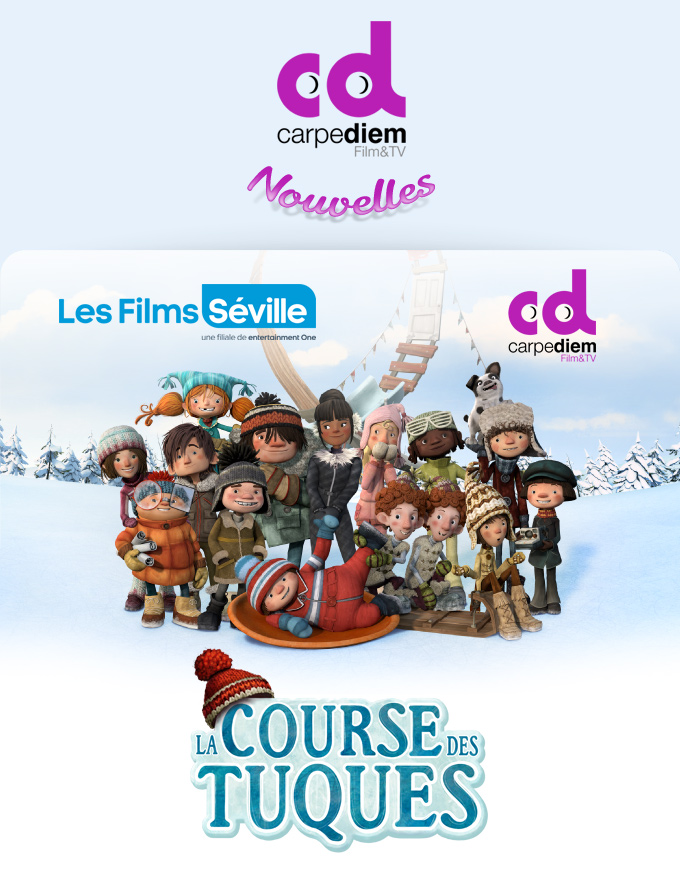 cd
carpediem
Film&TV
Nouvelles
Les Films Séville
une filiale de entertainment One
cd
carpediem
Film&TV
LA COURSE DES
TUQUES